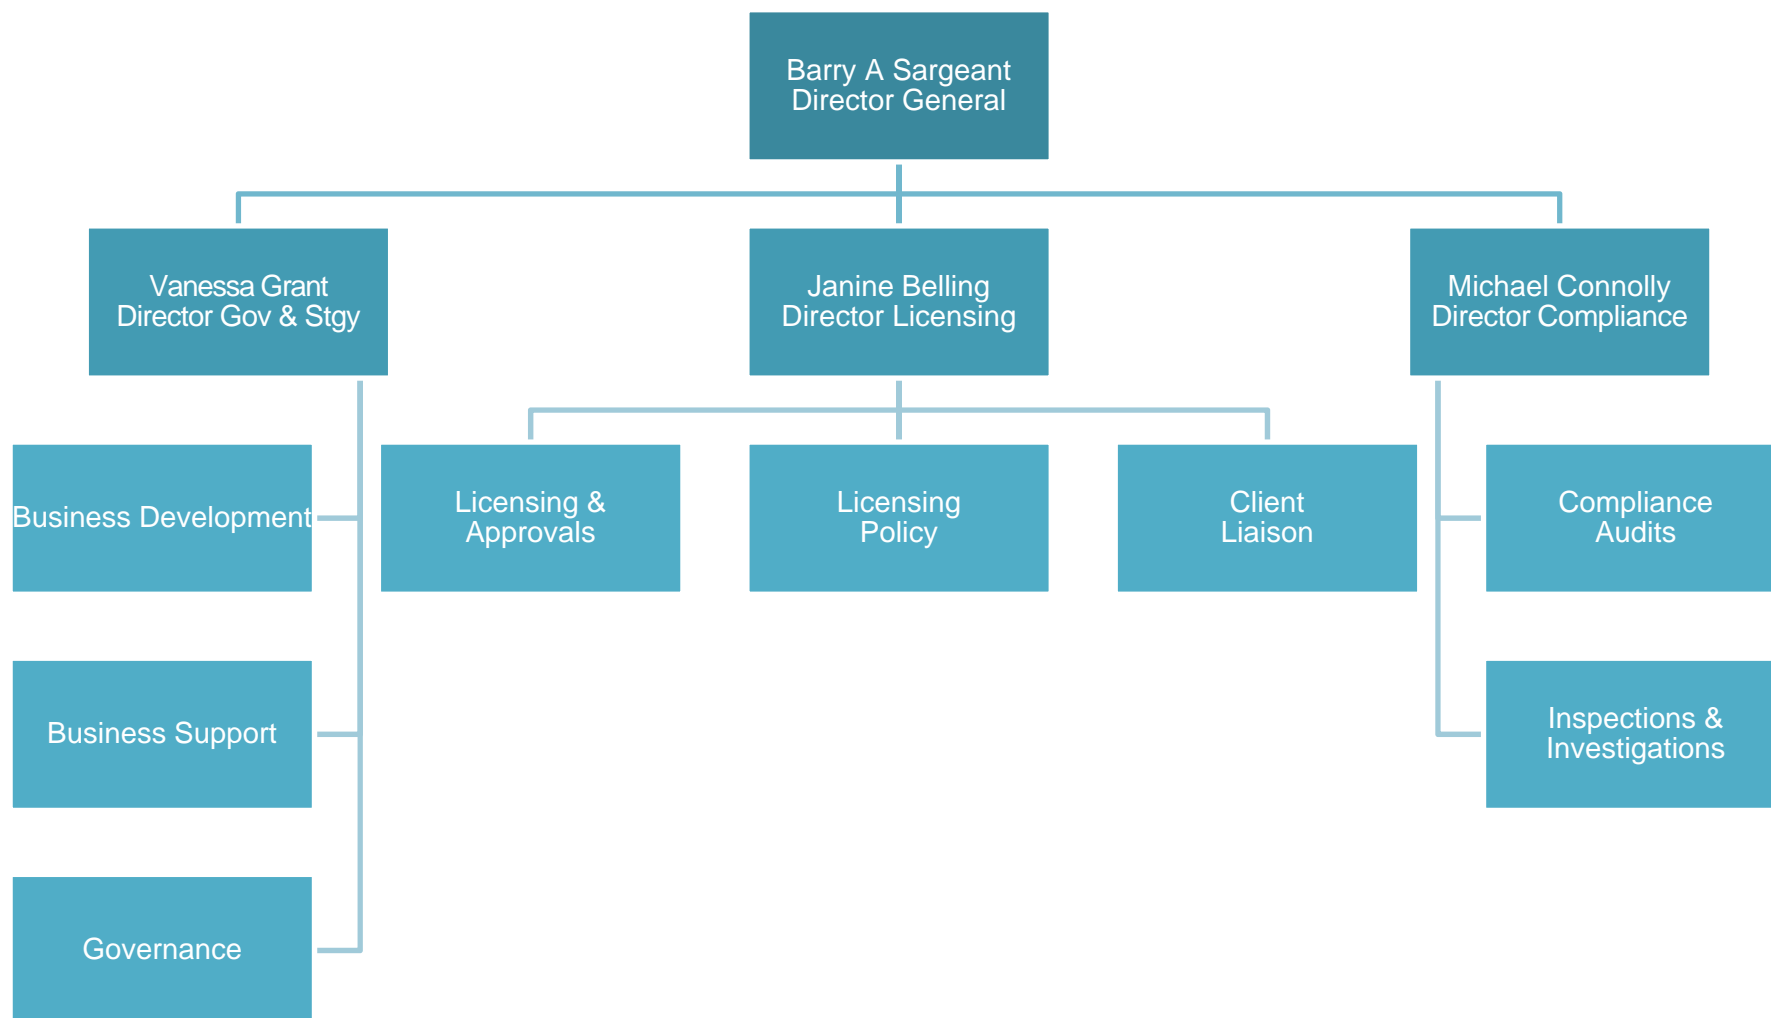 Barry A Sargeant
Director General
Vanessa Grant
Director Gov & Stgy
Janine Belling
Director Licensing
Michael Connolly
Director Compliance
Business Development
Licensing &
Approvals
Licensing
Policy
Client
Liaison
Compliance
Audits
Business Support
Inspections &
Investigations
Governance